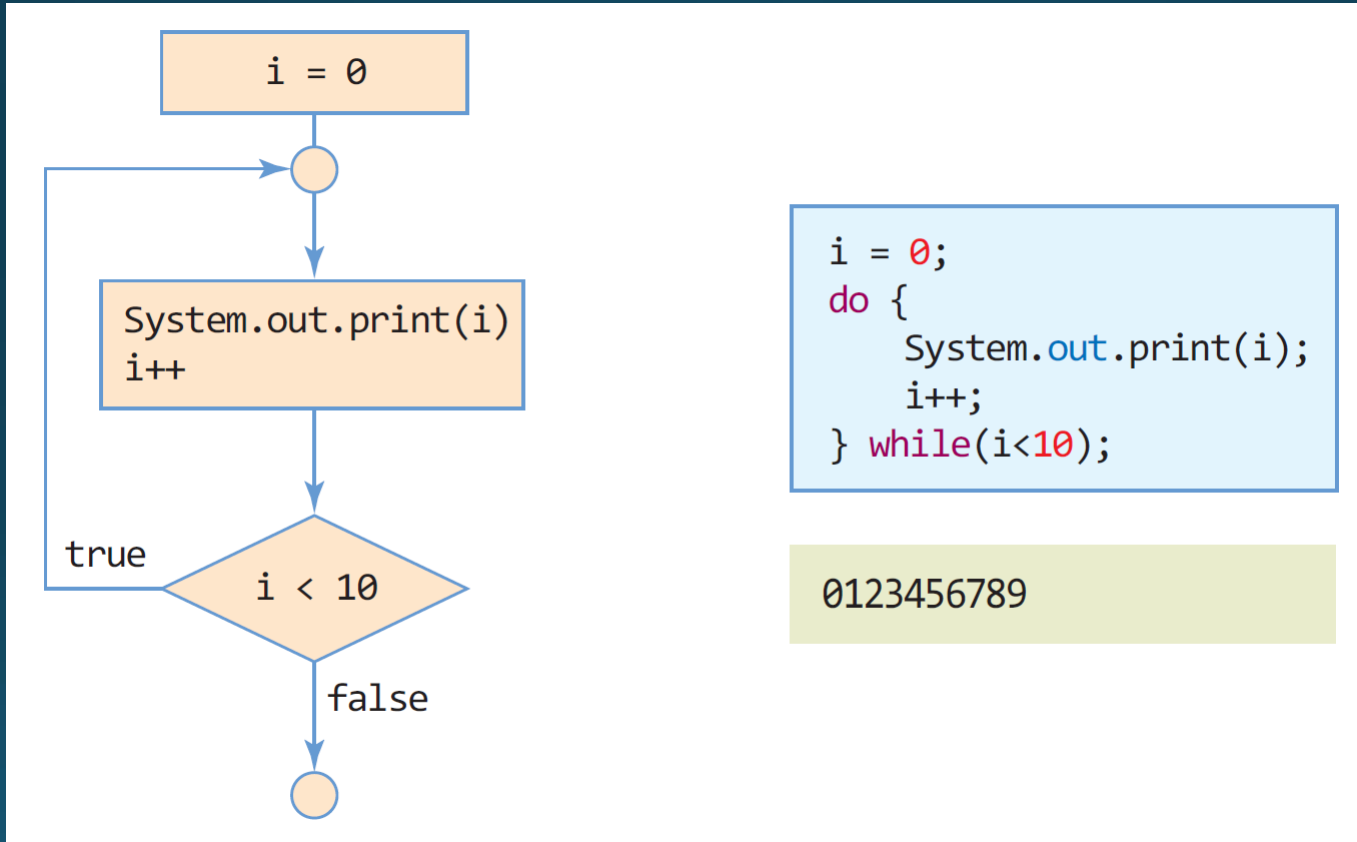 i = 0
System.out.print(i)
i++
true
i < 10
false
i = 0;
do {
System.out.print(i);
i++;
} while(i<10);
0123456789